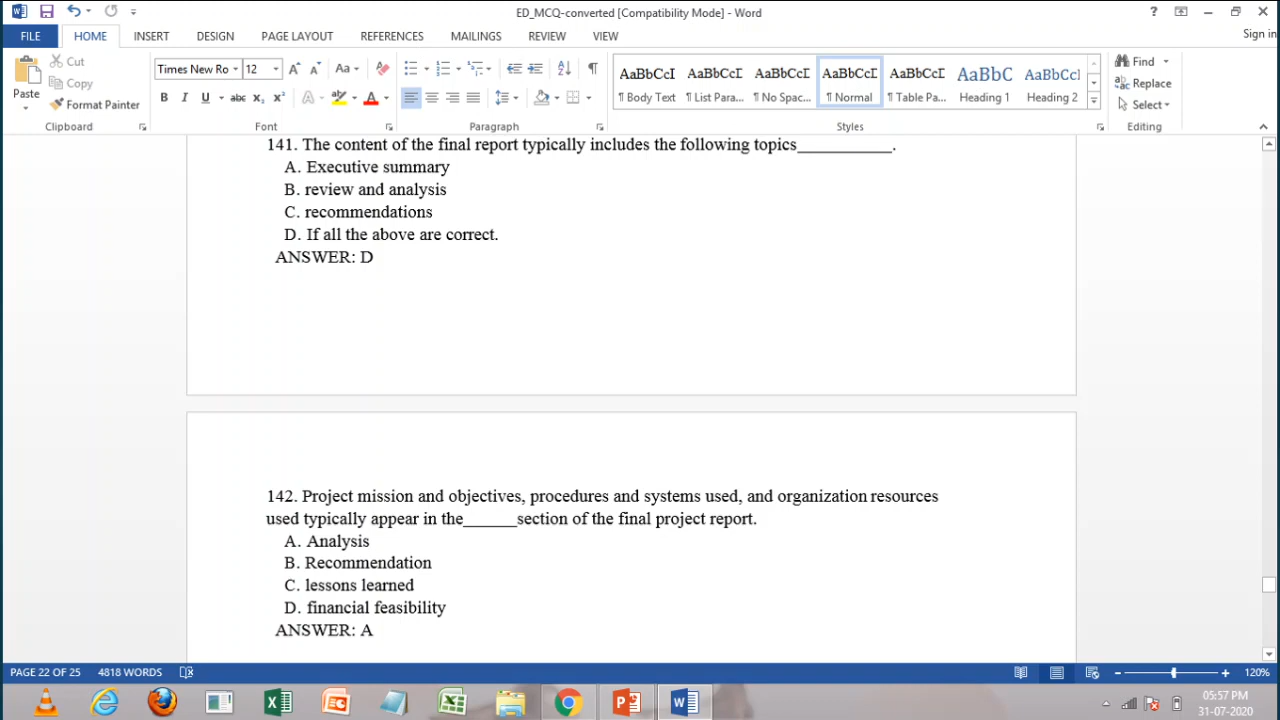 ED_MCQ-converted [Compatibility Mode] - Word
FILE HOME INSERT DESIGN PAGE LAYOUT REFERENCES MAILINGS REVIEW VIEW Sign in
Paste
Cut
Copy
Format Painter
Clipboard
Times New Ro 12
Font
Paragraph
AaBbCcI AaBbCcI AaBbCcI AaBbCcI AaBbCcI AaBbC AaBbCcl
¶ Body Text ¶ List Para... ¶ No Spac... ¶ Normal ¶ Table Pa... Heading 1 Heading 2
Styles
Find
Replace
Select
Editing
141. The content of the final report typically includes the following topics___________.
A. Executive summary
B. review and analysis
C. recommendations
D. If all the above are correct.
ANSWER: D
142. Project mission and objectives, procedures and systems used, and organization resources
used typically appear in the______section of the final project report.
A. Analysis
B. Recommendation
C. lessons learned
D. financial feasibility
ANSWER: A
PAGE 22 OF 25 4818 WORDS 120%
05:57 PM
31-07-2020